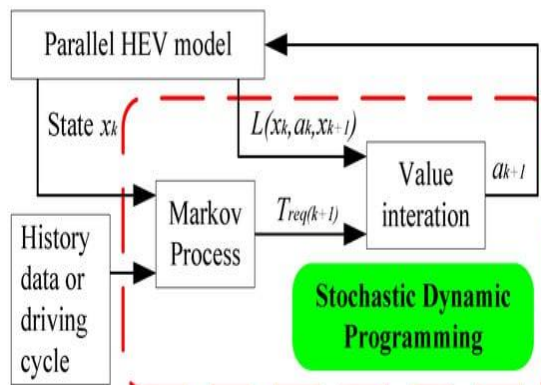 Parallel HEV model
State xk
L(xk,ak,xk+1)
ak+1
Value
interation
Markov
Process
Treq(k+1)
History
data or
driving
cycle
Stochastic Dynamic
Programming